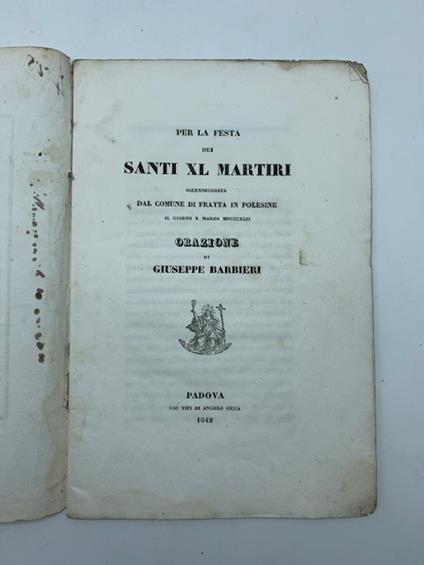 PER LA FESTA
DEI
SANTI XL MARTIRI
SOLENNEGGIATA
DAL COMUNE DI FRATTA IN POLESINE
IL GIORNO X MARZO MDCCCXLII
ORAZIONE
DI
GIUSEPPE BARBIERI
PADOVA
COI TIPI DI ANGELO SICCA
1842